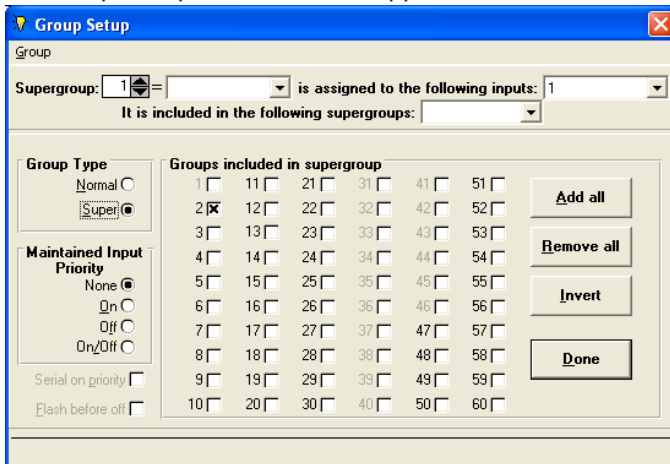 Group Setup
Group
Supergroup: 1 = is assigned to the following inputs: 1
It is included in the following supergroups:
Group Type
Normal
Super
Maintained Input
Priority
None
On
Off
On/Off
Serial on priority
Flash before off
Groups included in supergroup
1 11 21 31 41 51
2 12 22 32 42 52
3 13 23 33 43 53
4 14 24 34 44 54
5 15 25 35 45 55
6 16 26 36 46 56
7 17 27 37 47 57
8 18 28 38 48 58
9 19 29 39 49 59
10 20 30 40 50 60
Add all
Remove all
Invert
Done